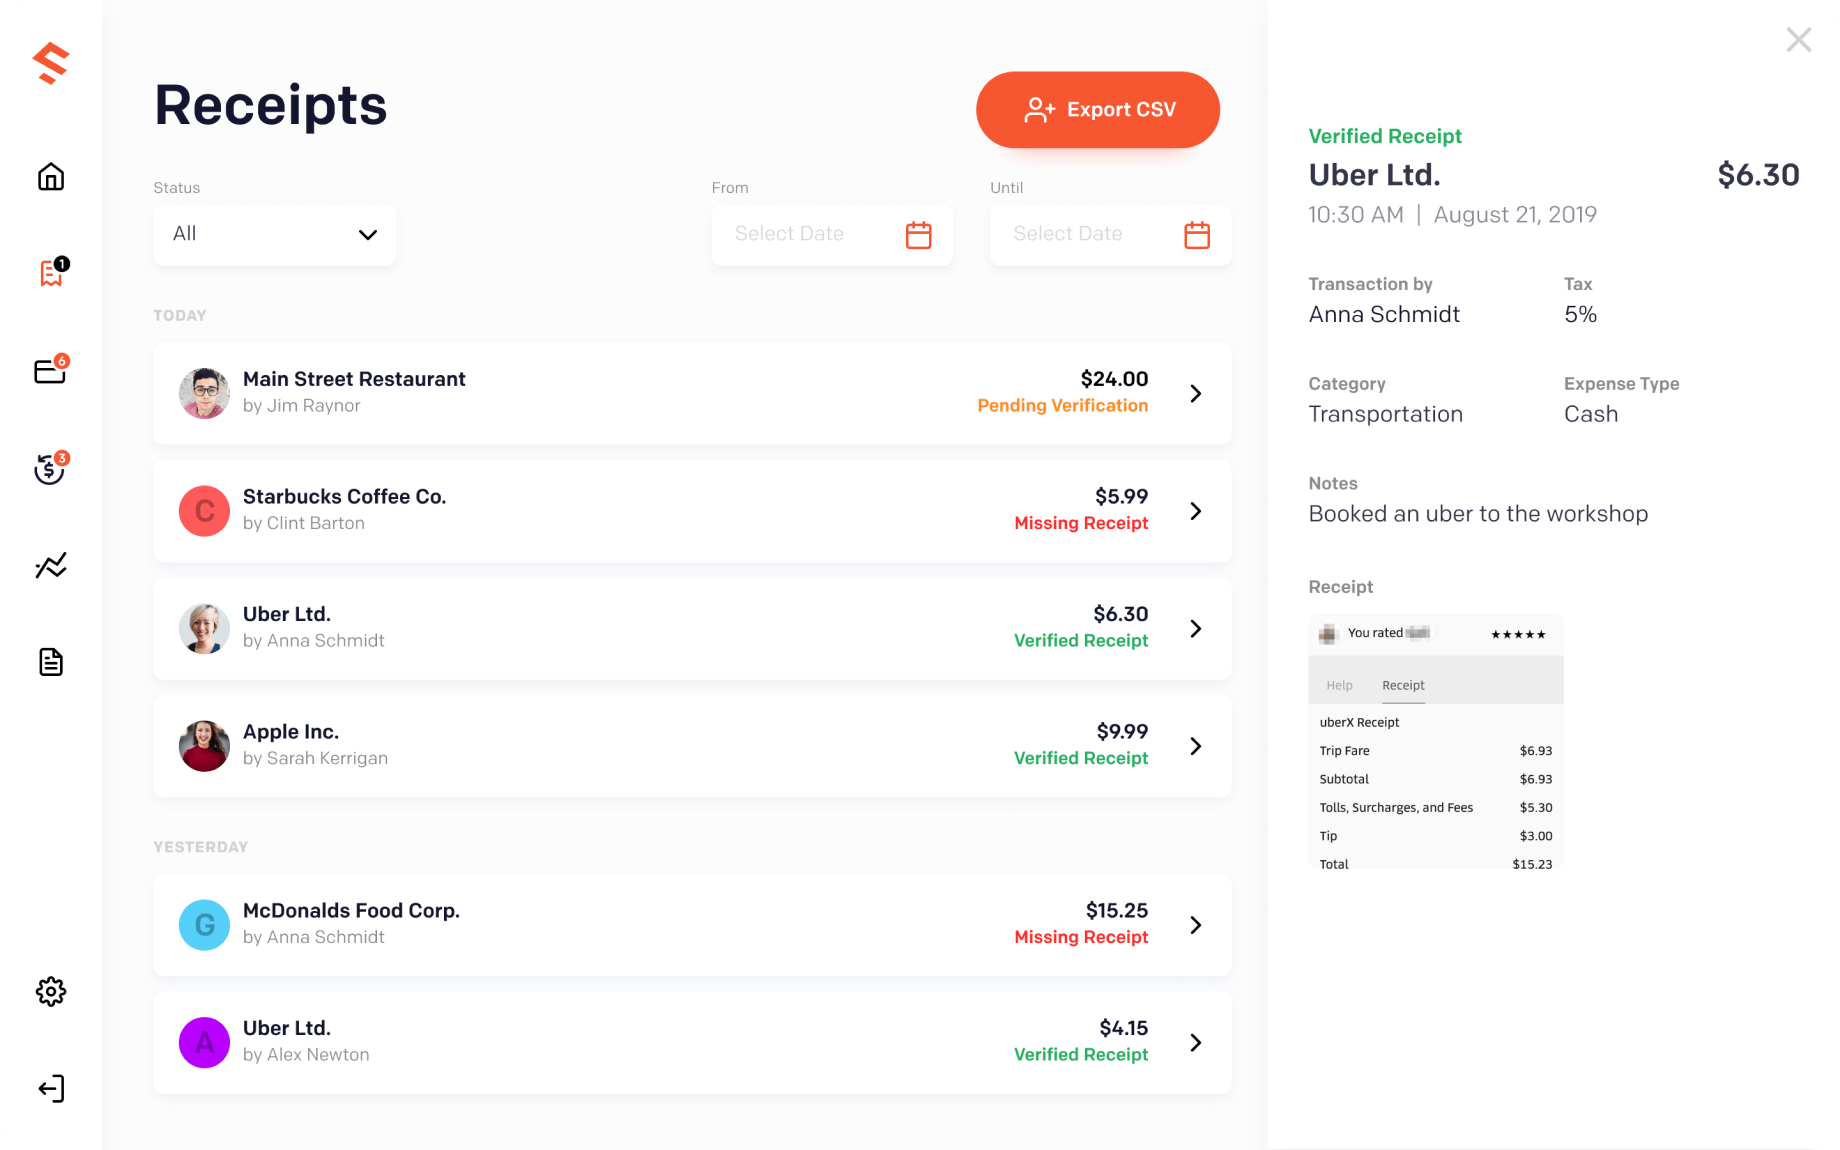 Receipts
Export CSV
Status
All
From
Select Date
Until
Select Date
1
6
3
TODAY
Main Street Restaurant
by Jim Raynor
$24.00
Pending Verification
C
Starbucks Coffee Co.
by Clint Barton
$5.99
Missing Receipt
Uber Ltd.
by Anna Schmidt
$6.30
Verified Receipt
Apple Inc.
by Sarah Kerrigan
$9.99
Verified Receipt
YESTERDAY
G
McDonalds Food Corp.
by Anna Schmidt
$15.25
Missing Receipt
A
Uber Ltd.
by Alex Newton
$4.15
Verified Receipt
Verified Receipt
Uber Ltd. $6.30
10:30 AM | August 21, 2019
Transaction by
Anna Schmidt
Tax
5%
Category
Transportation
Expense Type
Cash
Notes
Booked an uber to the workshop
Receipt
You rated ★★★★★
Help Receipt
uberX Receipt
Trip Fare $6.93
Subtotal $6.93
Tolls, Surcharges, and Fees $5.30
Tip $3.00
Total $15.23